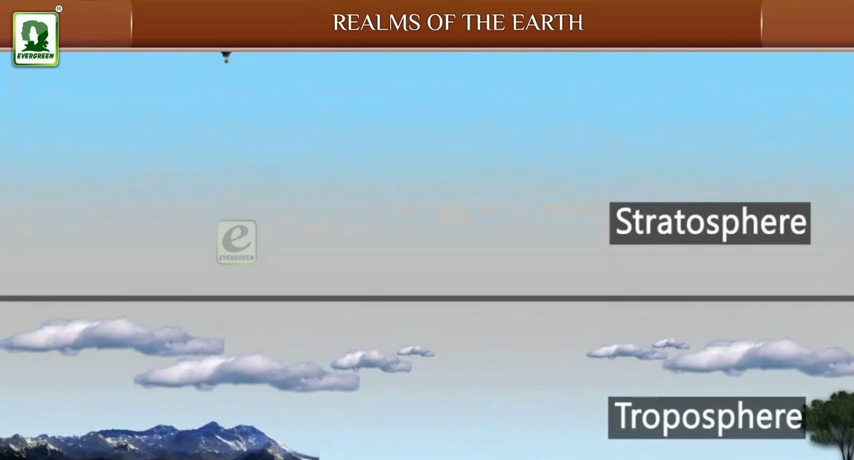 ®
REALMS OF THE EARTH
EVERGREEN
Stratosphere
e
EVERGREEN
Troposphere